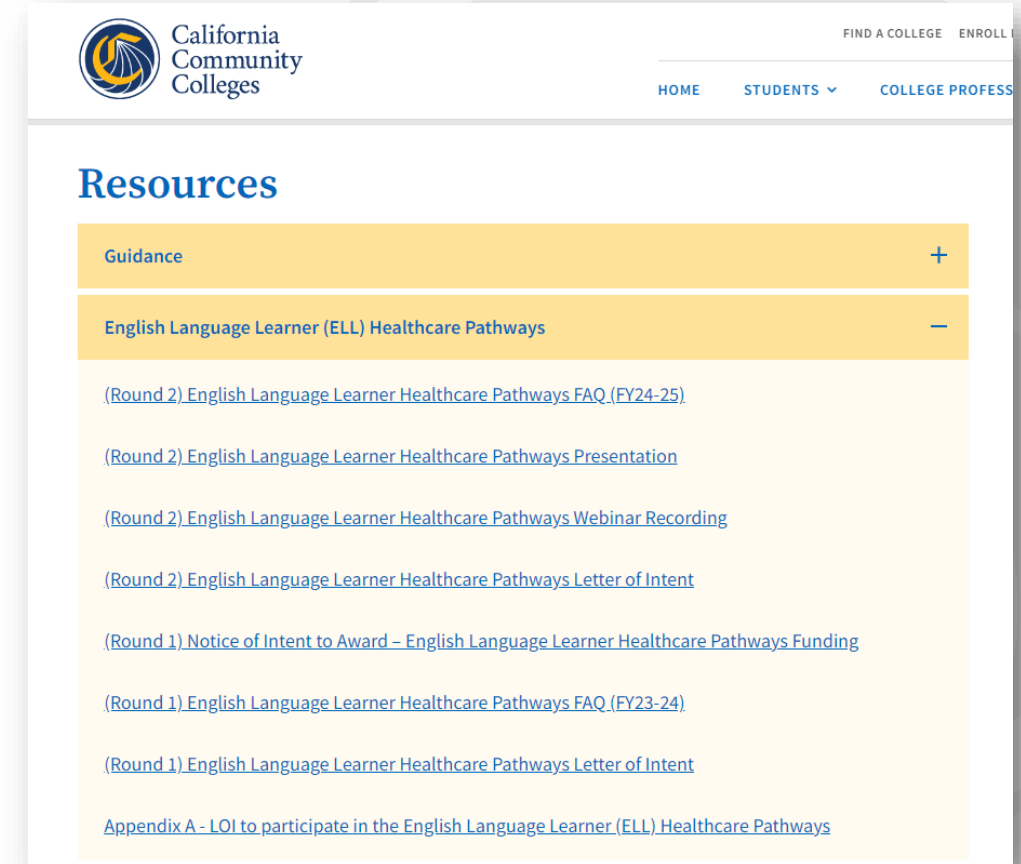 California
Community
Colleges
FIND A COLLEGE ENROLL
HOME STUDENTS COLLEGE PROFESS
Resources
Guidance
English Language Learner (ELL) Healthcare Pathways
(Round 2) English Language Learner Healthcare Pathways FAQ (FY24-25)
(Round 2) English Language Learner Healthcare Pathways Presentation
(Round 2) English Language Learner Healthcare Pathways Webinar Recording
(Round 2) English Language Learner Healthcare Pathways Letter of Intent
(Round 1) Notice of Intent to Award – English Language Learner Healthcare Pathways Funding
(Round 1) English Language Learner Healthcare Pathways FAQ (FY23-24)
(Round 1) English Language Learner Healthcare Pathways Letter of Intent
Appendix A - LOI to participate in the English Language Learner (ELL) Healthcare Pathways